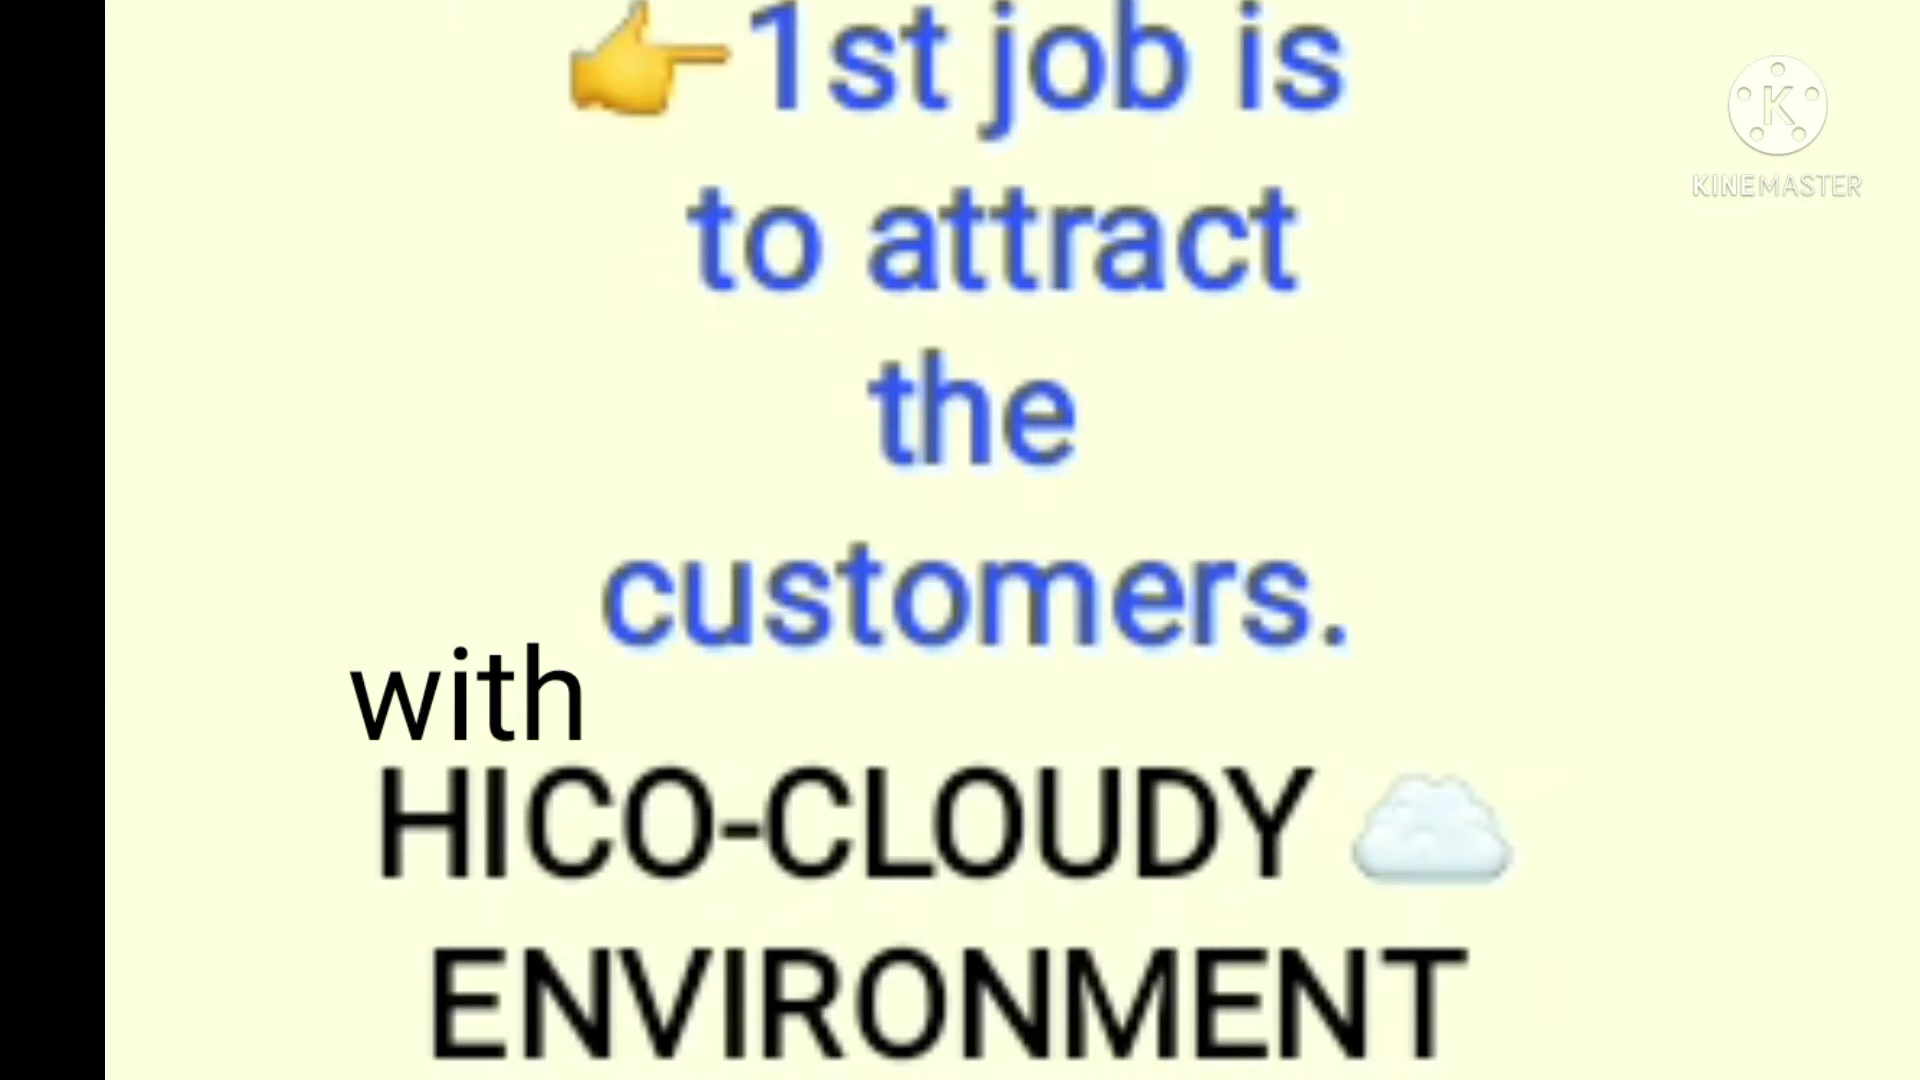 👉1st job is
to attract
the
customers.
with
HICO-CLOUDY ☁️
ENVIRONMENT
K
KINEMASTER